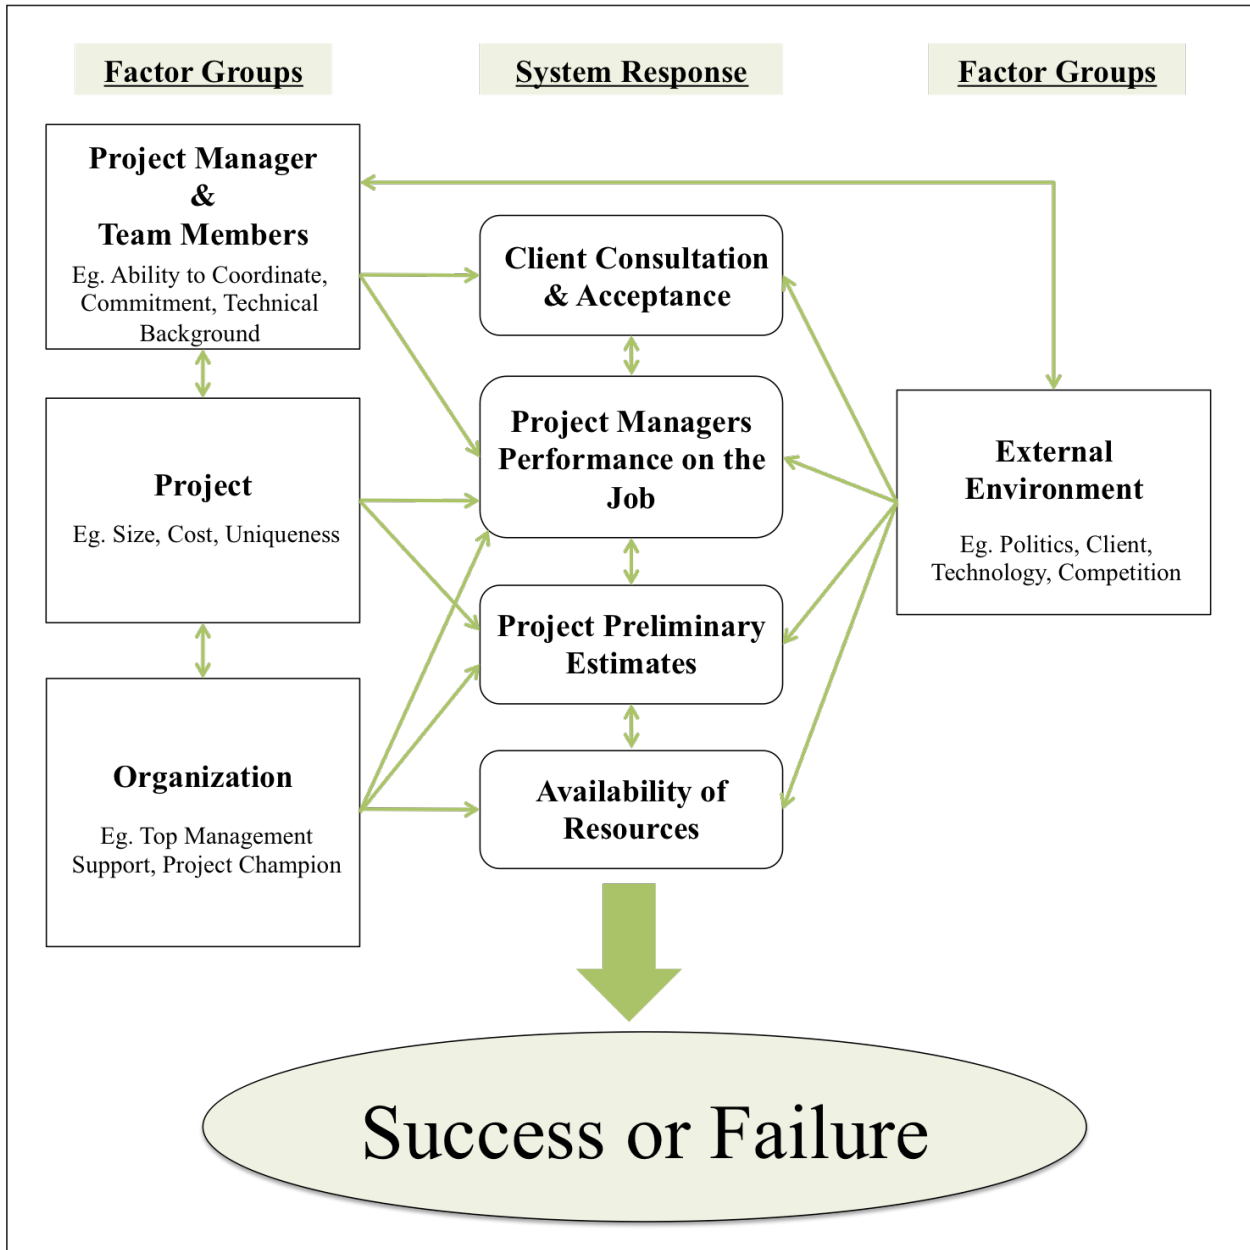 Factor Groups
System Response
Factor Groups
Project Manager
&
Team Members
Eg. Ability to Coordinate,
Commitment, Technical
Background
Client Consultation
& Acceptance
Project Managers
Performance on the
Job
External
Environment
Eg. Politics, Client,
Technology, Competition
Project
Eg. Size, Cost, Uniqueness
Project Preliminary
Estimates
Organization
Eg. Top Management
Support, Project Champion
Availability of
Resources
Success or Failure